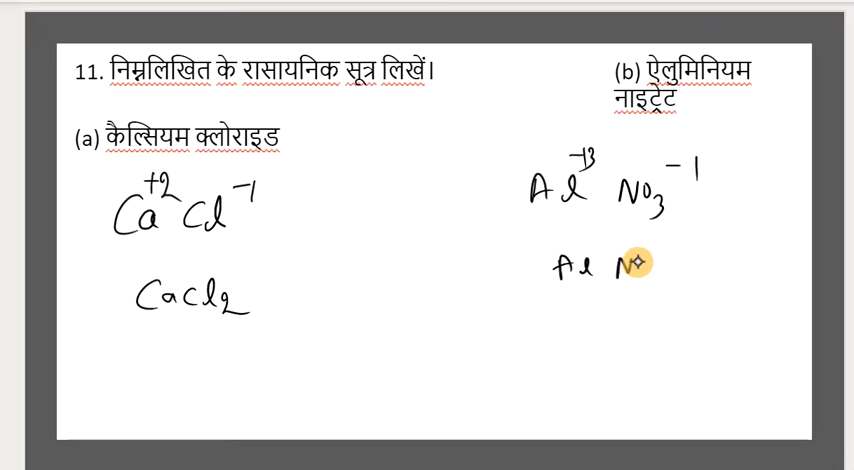 11. निम्नलिखित के रासायनिक सूत्र लिखें।
(a) कैल्सियम क्लोराइड
Ca+2 Cl-1
CaCl2
(b) ऐलुमिनियम
नाइट्रेट
Al+3 NO3-1
Al N